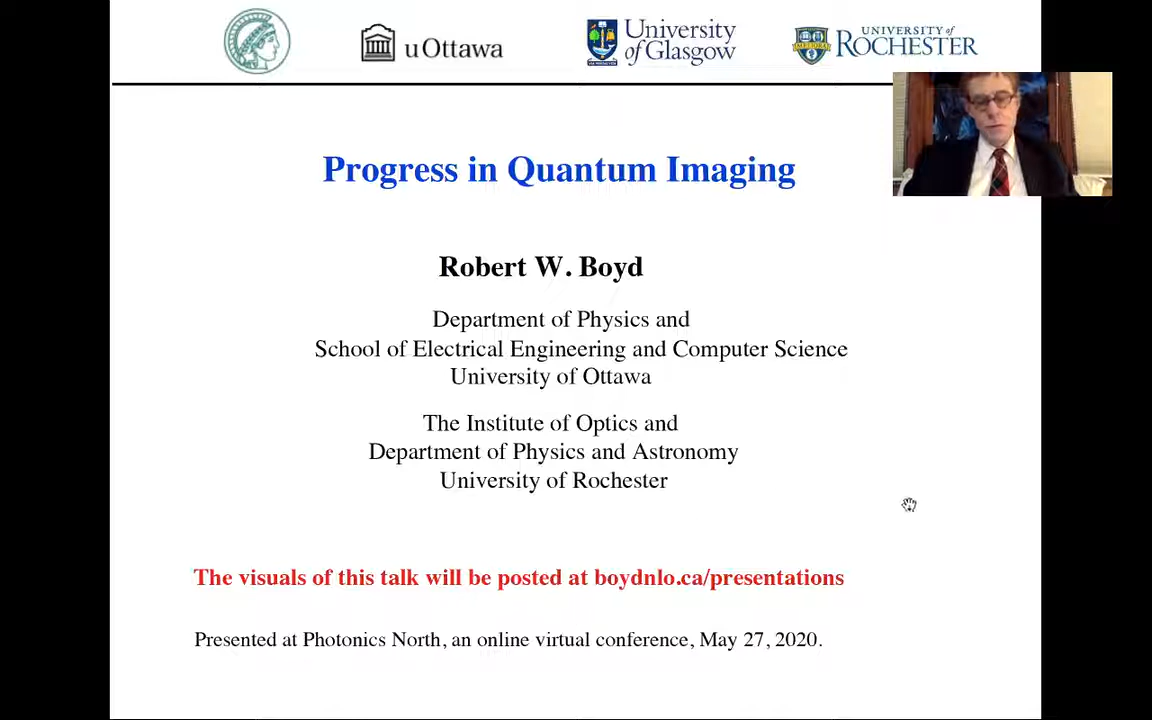 uOttawa
University
of Glasgow
UNIVERSITY of
ROCHESTER
Progress in Quantum Imaging
Robert W. Boyd
Department of Physics and
School of Electrical Engineering and Computer Science
University of Ottawa
The Institute of Optics and
Department of Physics and Astronomy
University of Rochester
The visuals of this talk will be posted at boydnlo.ca/presentations
Presented at Photonics North, an online virtual conference, May 27, 2020.